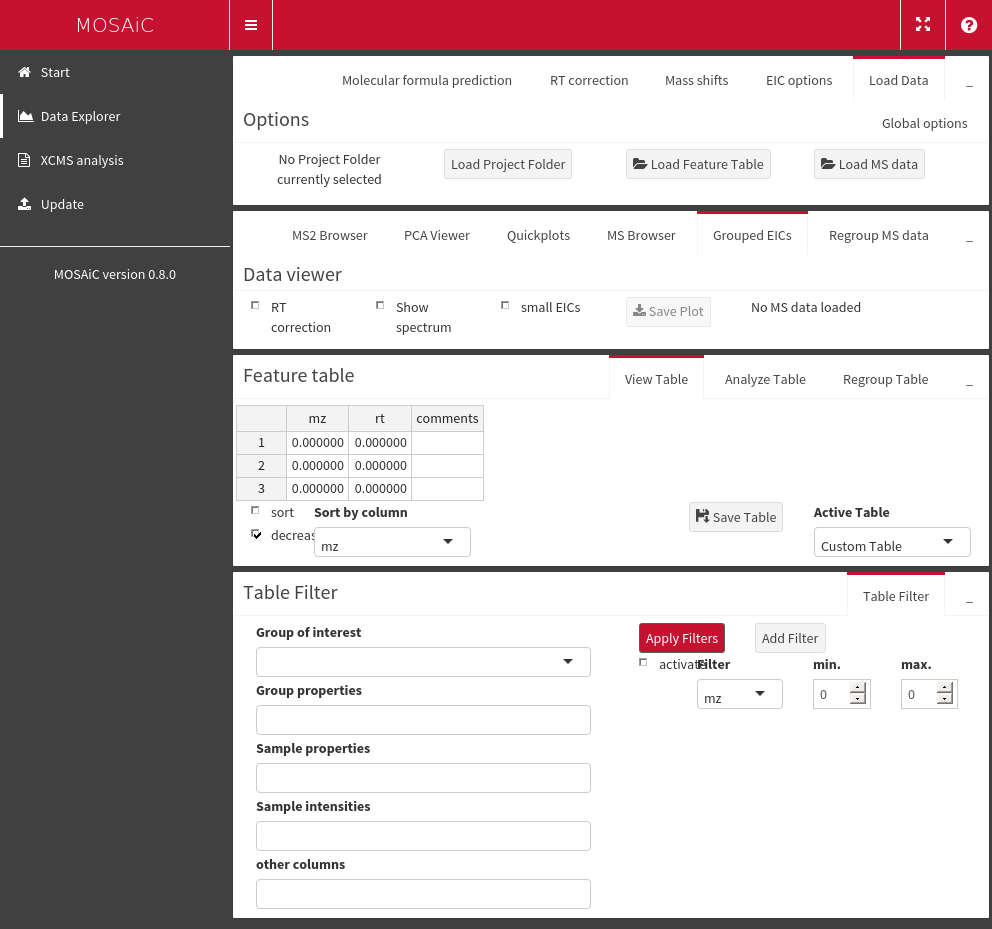 MOSAiC
Start
Data Explorer
XCMS analysis
Update
MOSAiC version 0.8.0
Molecular formula prediction RT correction Mass shifts EIC options Load Data _
Options
Global options
No Project Folder
currently selected
Load Project Folder Load Feature Table Load MS data
MS2 Browser PCA Viewer Quickplots MS Browser Grouped EICs Regroup MS data _
Data viewer
RT
correction
Show
spectrum
small EICs
Save Plot
No MS data loaded
Feature table View Table Analyze Table Regroup Table _
mz rt comments
1 0.000000 0.000000
2 0.000000 0.000000
3 0.000000 0.000000
sort
decreas
Sort by column
mz
Save Table
Active Table
Custom Table
Table Filter Table Filter _
Group of interest
Group properties
Sample properties
Sample intensities
other columns
Apply Filters Add Filter
activate Filter min. max.
mz 0 0